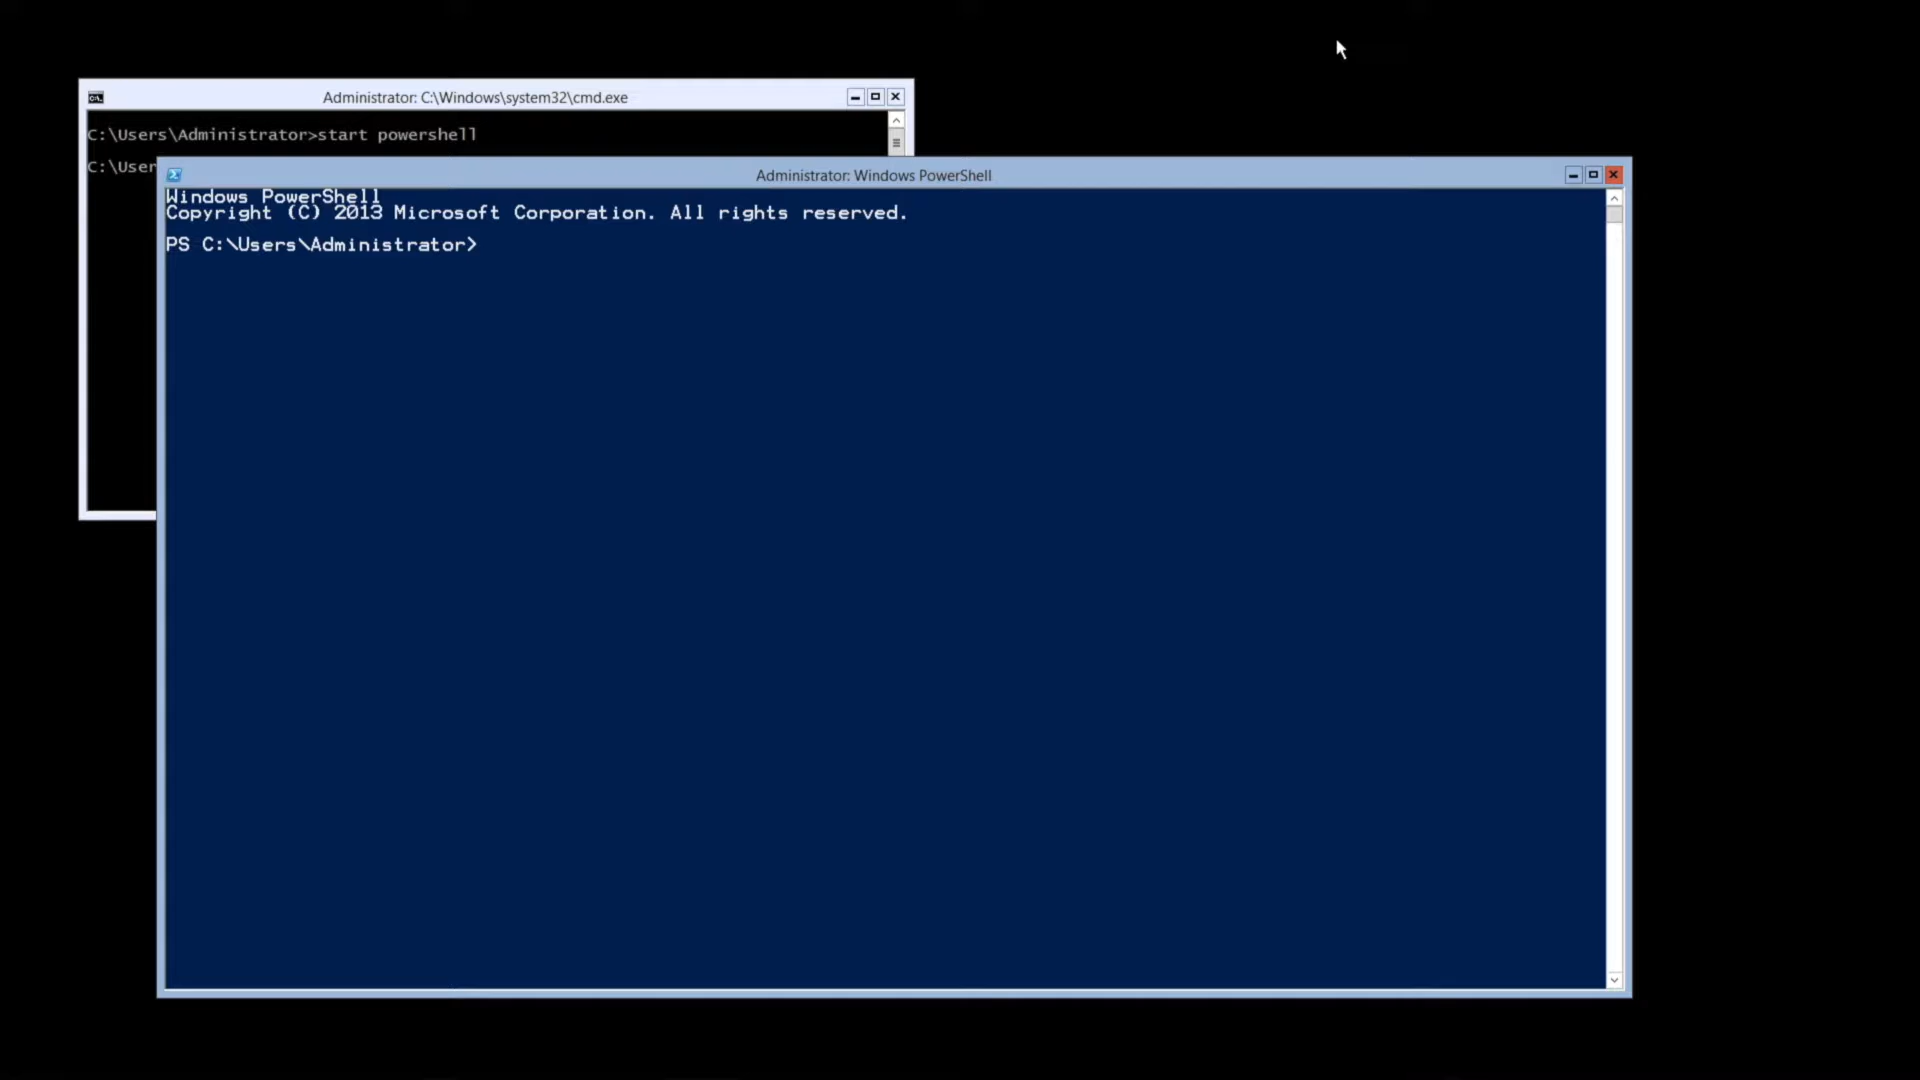 Administrator: C:\Windows\system32\cmd.exe
C:\Users\Administrator>start powershell
C:\User
Administrator: Windows PowerShell
Windows PowerShell
Copyright (C) 2013 Microsoft Corporation. All rights reserved.
PS C:\Users\Administrator>